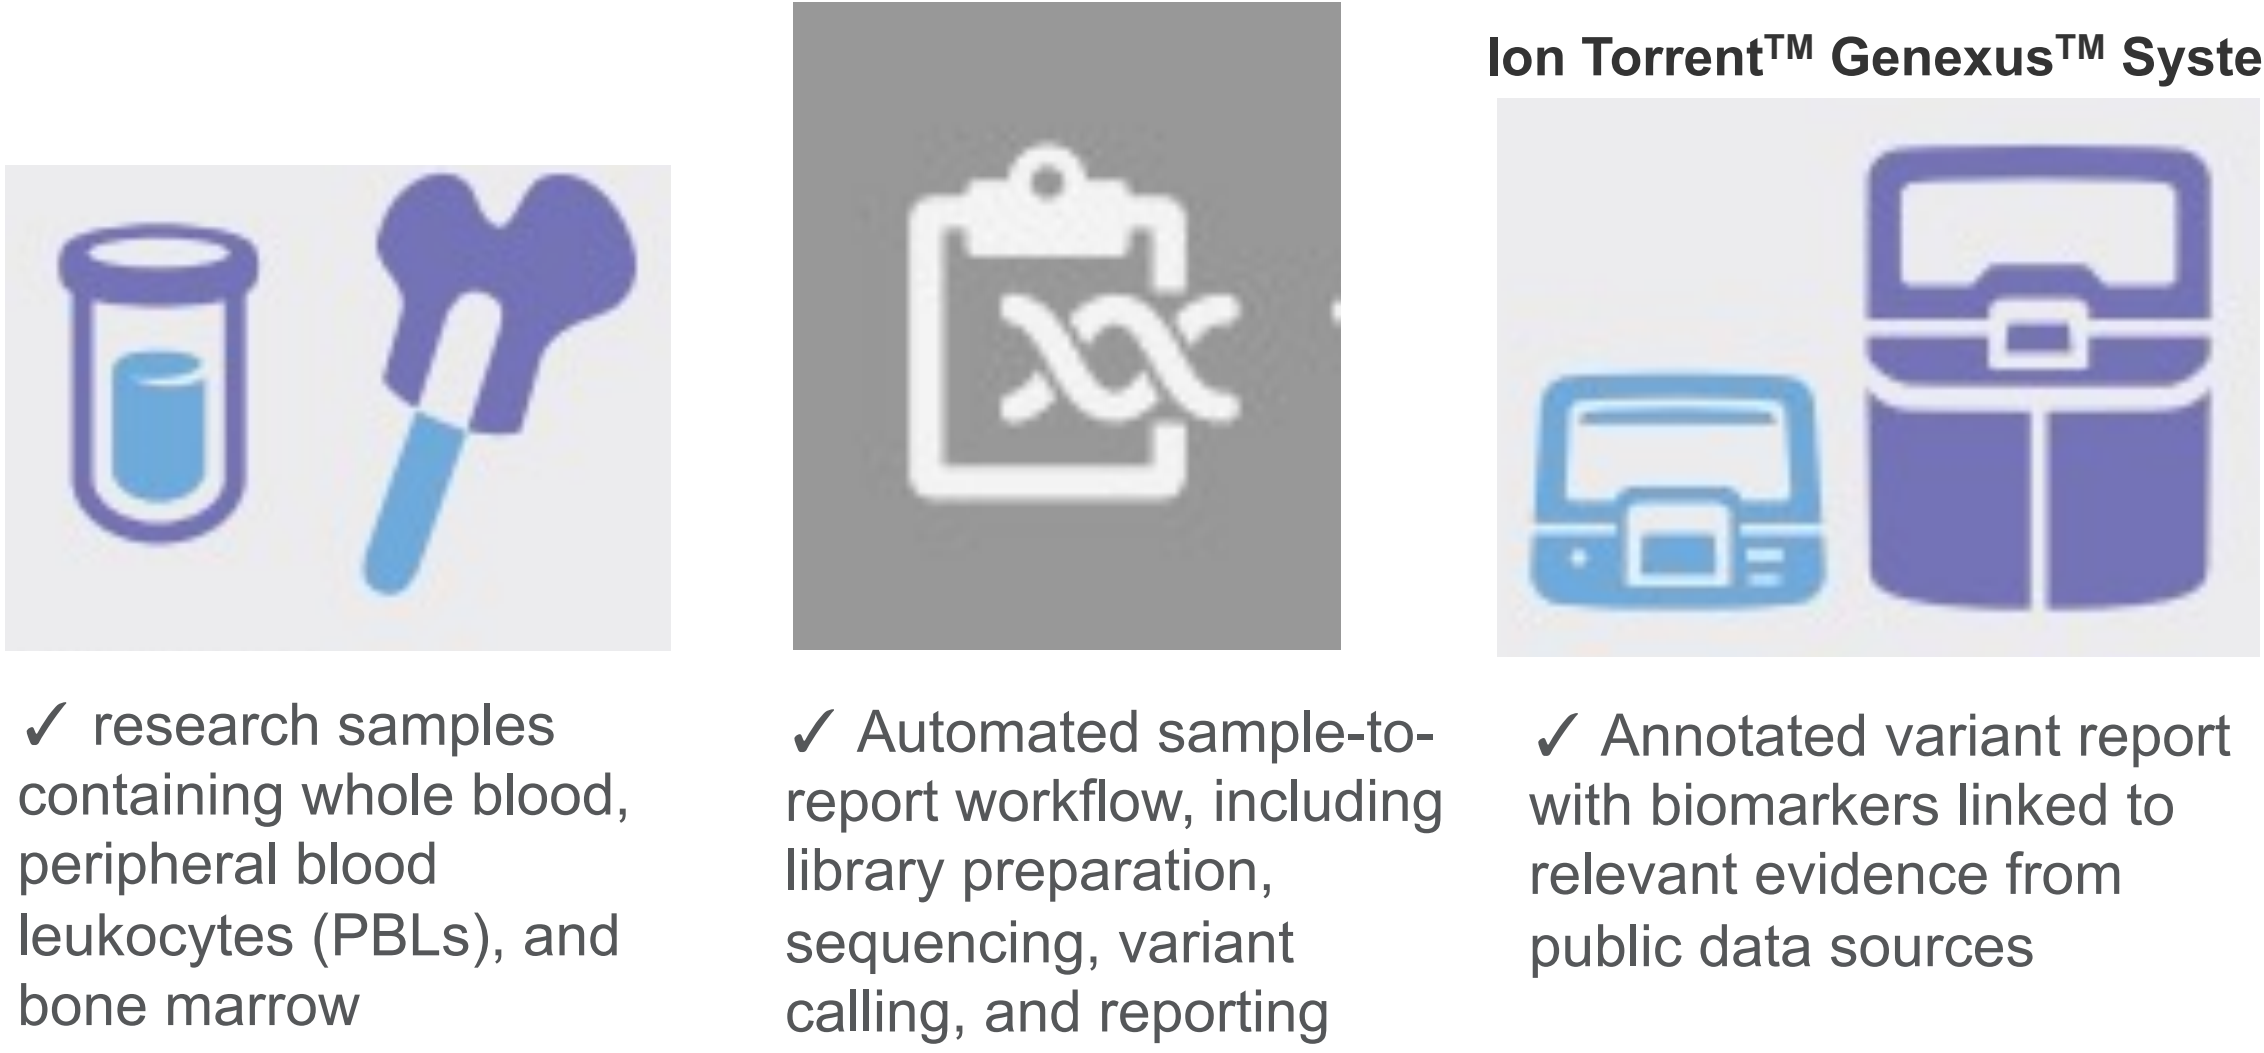 Ion Torrent™ Genexus™ Syste
✓ research samples
containing whole blood,
peripheral blood
leukocytes (PBLs), and
bone marrow
✓ Automated sample-to-
report workflow, including
library preparation,
sequencing, variant
calling, and reporting
✓ Annotated variant report
with biomarkers linked to
relevant evidence from
public data sources